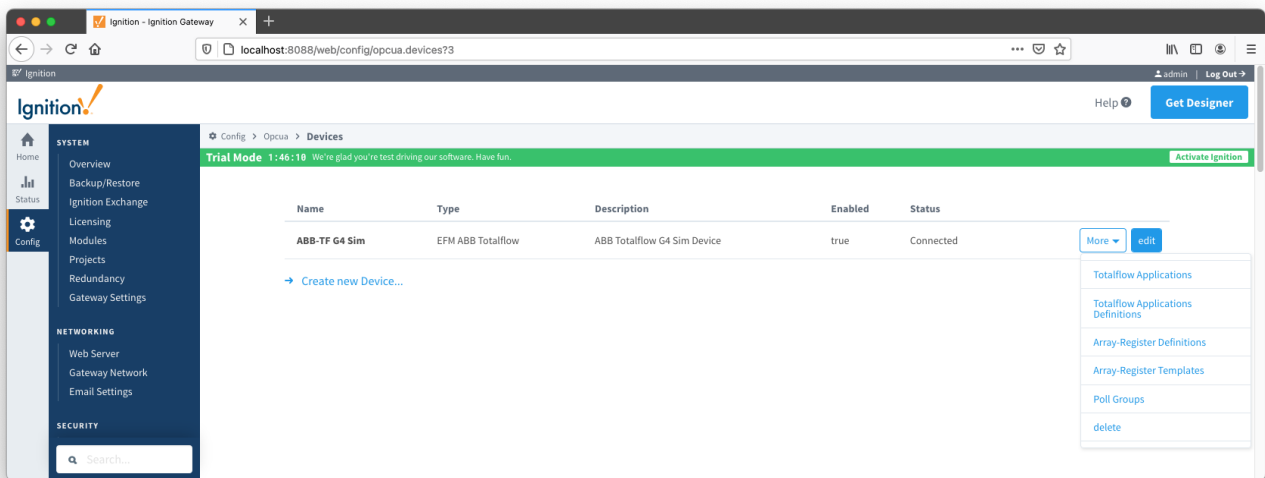 Ignition - Ignition Gateway
localhost:8088/web/config/opcua.devices?3
Ignition
admin | Log Out
Ignition!
Help
Get Designer
Home
Status
Config
SYSTEM
Overview
Backup/Restore
Ignition Exchange
Licensing
Modules
Projects
Redundancy
Gateway Settings
NETWORKING
Web Server
Gateway Network
Email Settings
SECURITY
Search...
Config > Opcua > Devices
Trial Mode 1:46:10 We're glad you're test driving our software. Have fun.
Activate Ignition
Name Type Description Enabled Status
ABB-TF G4 Sim EFM ABB Totalflow ABB Totalflow G4 Sim Device true Connected More edit
Create new Device...
Totalflow Applications
Totalflow Applications
Definitions
Array-Register Definitions
Array-Register Templates
Poll Groups
delete